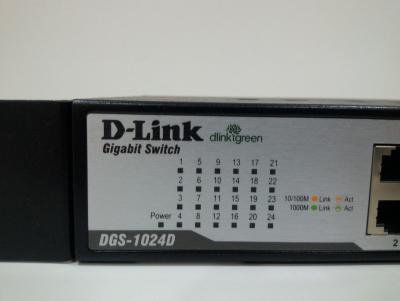 D-Link
dlinkgreen
Gigabit Switch
1 5 9 13 17 21
2 6 10 14 18 22
3 7 11 15 19 23
10/100M Link Act
1000M Link Act
Power 4 8 12 16 20 24
DGS-1024D
2